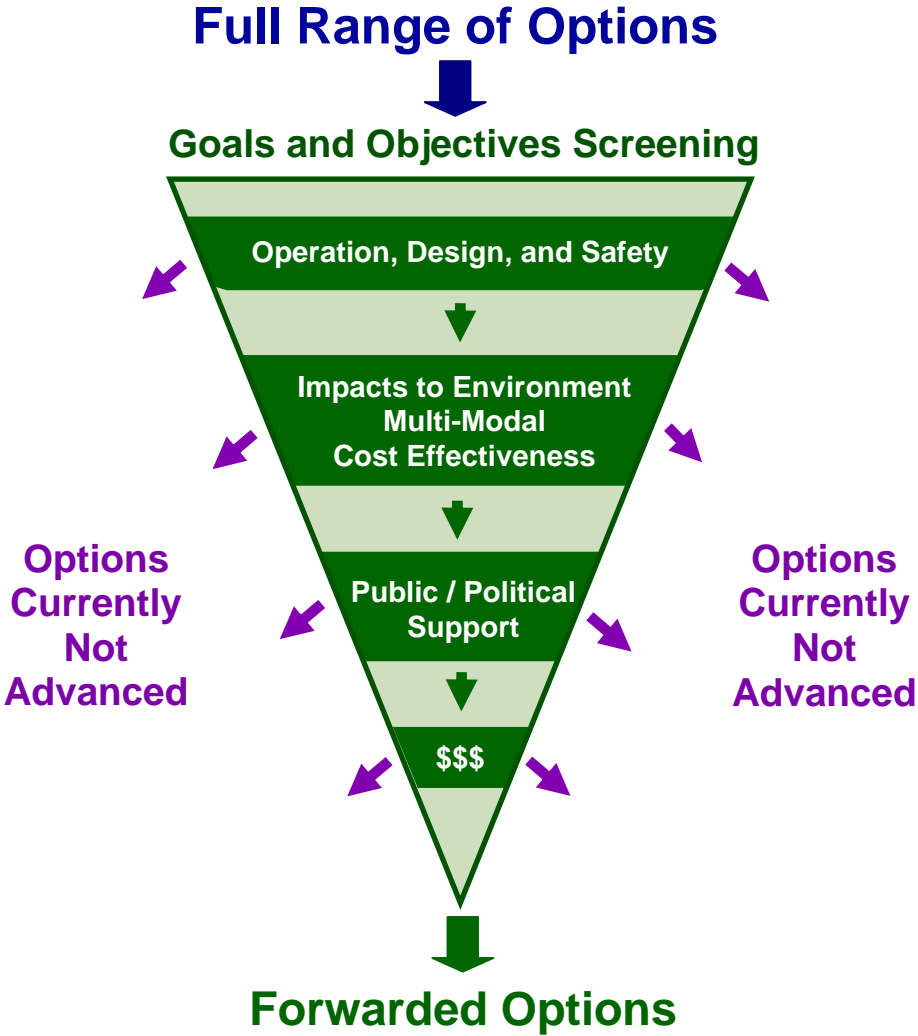 Full Range of Options
Goals and Objectives Screening
Operation, Design, and Safety
Impacts to Environment
Multi-Modal
Cost Effectiveness
Options
Currently
Not
Advanced
Options
Currently
Not
Advanced
Public / Political
Support
$$$
Forwarded Options